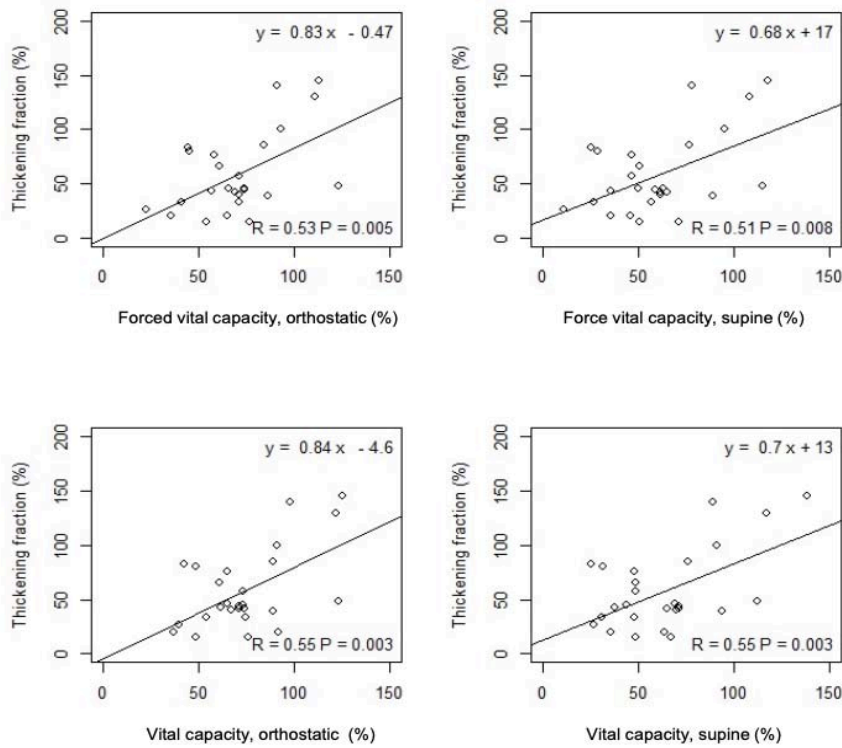 200
150
100
50
0
Thickening fraction (%)
y = 0.83 x - 0.47
R = 0.53 P = 0.005
0 50 100 150
Forced vital capacity, orthostatic (%)
200
150
100
50
0
Thickening fraction (%)
y = 0.68 x + 17
R = 0.51 P = 0.008
0 50 100 150
Force vital capacity, supine (%)
200
150
100
50
0
Thickening fraction (%)
y = 0.84 x - 4.6
R = 0.55 P = 0.003
0 50 100 150
Vital capacity, orthostatic (%)
200
150
100
50
0
Thickening fraction (%)
y = 0.7 x + 13
R = 0.55 P = 0.003
0 50 100 150
Vital capacity, supine (%)